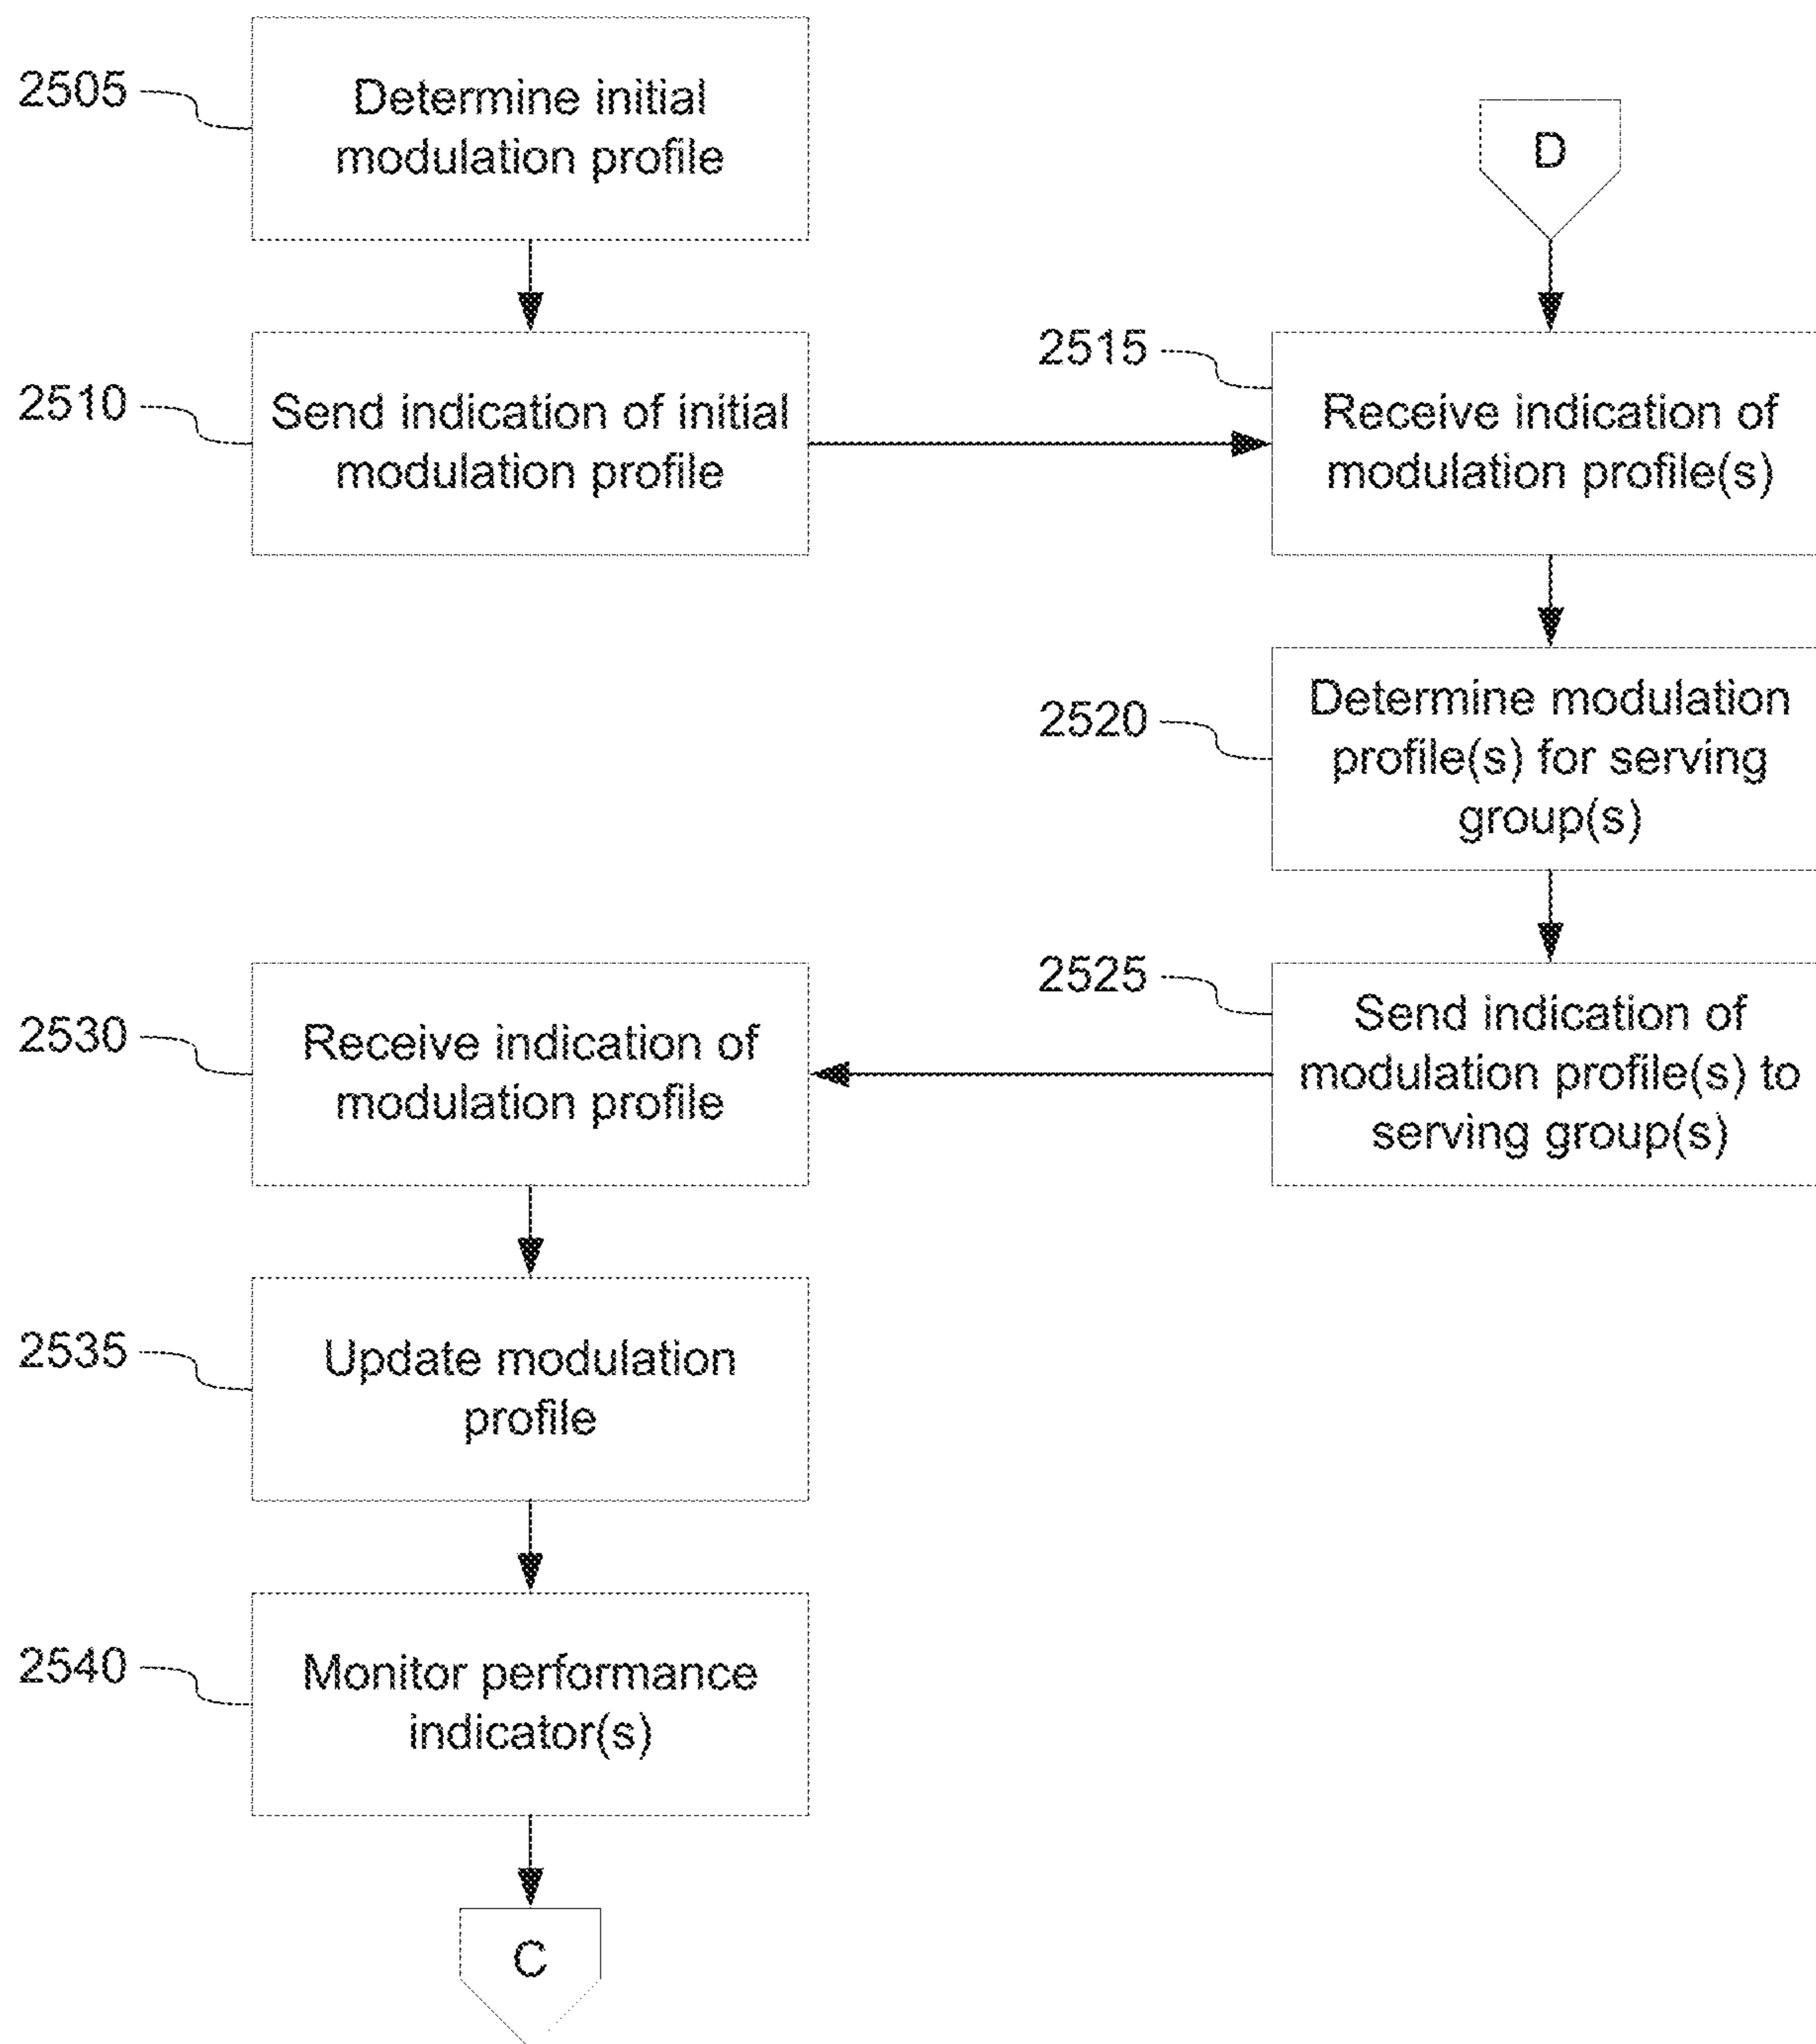 2505
Determine initial
modulation profile
D
2510
Send indication of initial
modulation profile
2515
Receive indication of
modulation profile(s)
2520
Determine modulation
profile(s) for serving
group(s)
2525
Send indication of
modulation profile(s) to
serving group(s)
2530
Receive indication of
modulation profile
2535
Update modulation
profile
2540
Monitor performance
indicator(s)
C